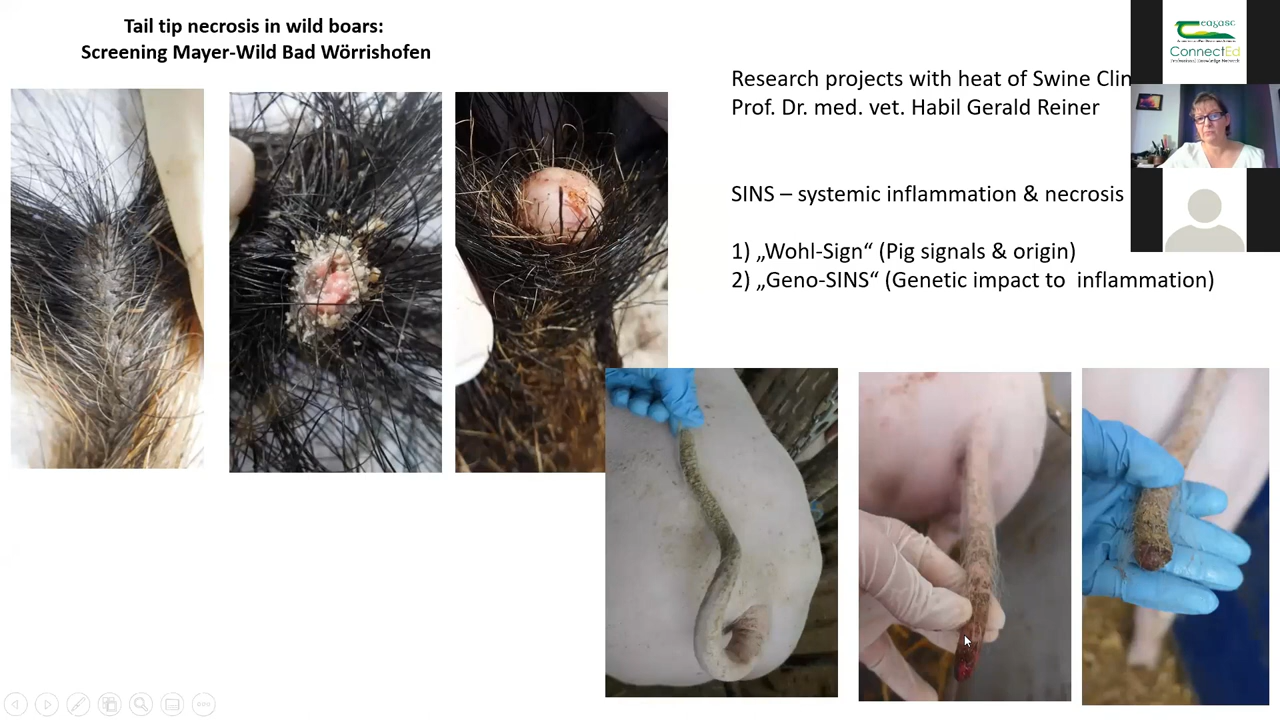 Tail tip necrosis in wild boars:
Screening Mayer-Wild Bad Wörrishofen
Research projects with heat of Swine Clin
Prof. Dr. med. vet. Habil Gerald Reiner
SINS – systemic inflammation & necrosis
1) „Wohl-Sign“ (Pig signals & origin)
2) „Geno-SINS“ (Genetic impact to  inflammation)
eagasc
ConnectEd